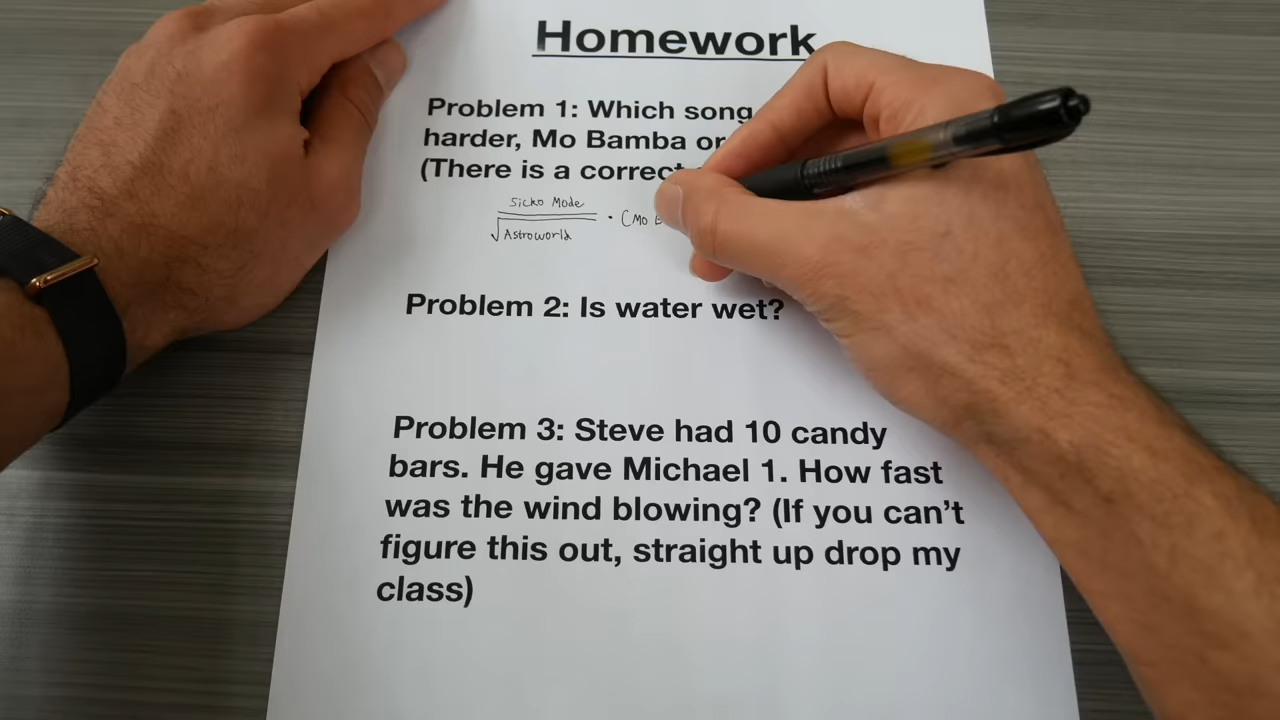 Homework
Problem 1: Which song
harder, Mo Bamba or
(There is a correct
Sicko Mode
√Astroworld · (Mo
Problem 2: Is water wet?
Problem 3: Steve had 10 candy
bars. He gave Michael 1. How fast
was the wind blowing? (If you can't
figure this out, straight up drop my
class)